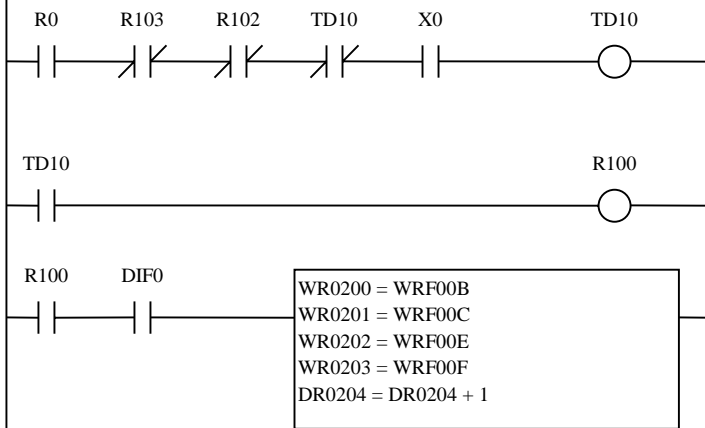 R0 R103 R102 TD10 X0 TD10
TD10 R100
R100 DIF0
WR0200 = WRF00B
WR0201 = WRF00C
WR0202 = WRF00E
WR0203 = WRF00F
DR0204 = DR0204 + 1